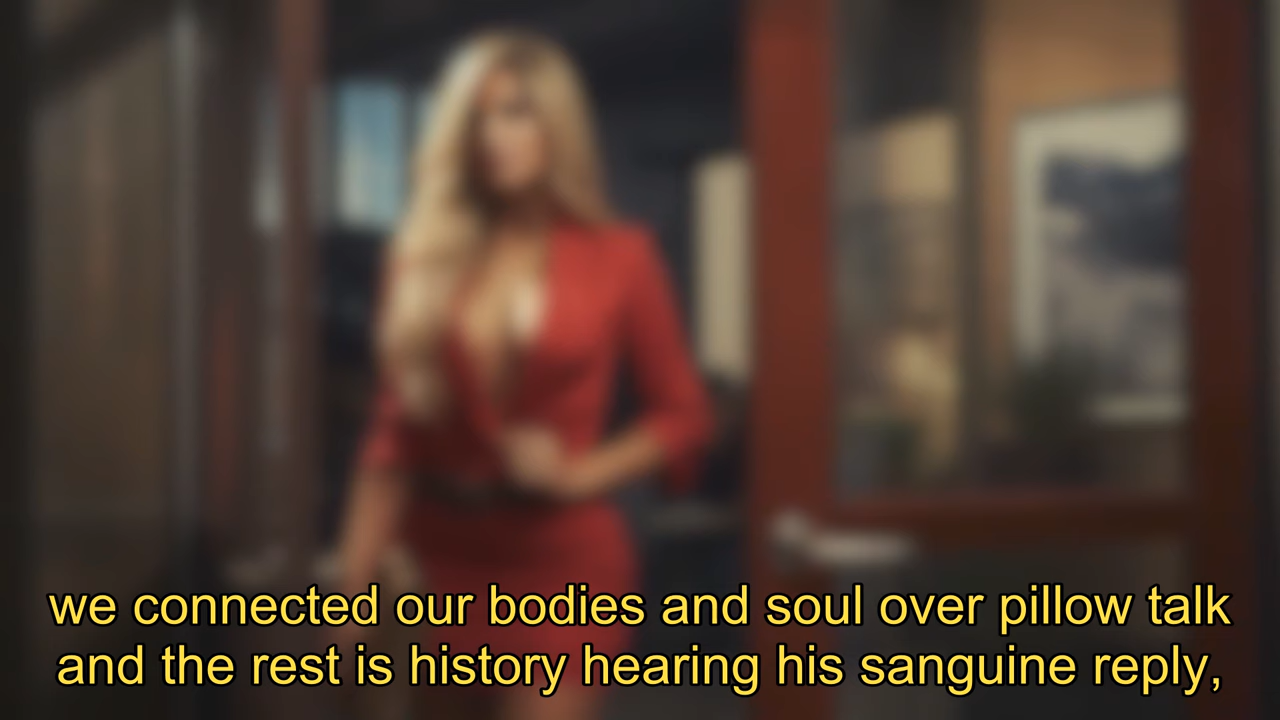 we connected our bodies and soul over pillow talk
and the rest is history hearing his sanguine reply,